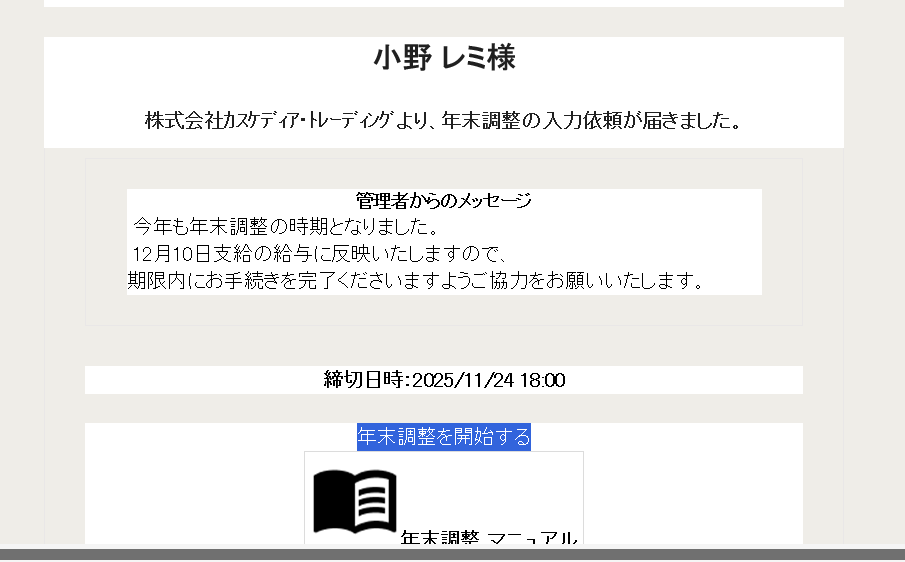 小野 レミ様
株式会社ｶｽｹﾃﾞｨｱ･ﾄﾚｰﾃﾞｨﾝｸﾞより、年末調整の入力依頼が届きました。
管理者からのメッセージ
今年も年末調整の時期となりました。
12月10日支給の給与に反映いたしますので、
期限内にお手続きを完了くださいますようご協力をお願いいたします。
締切日時：2025/11/24 18:00
年末調整を開始する
年末調整 マニュアル